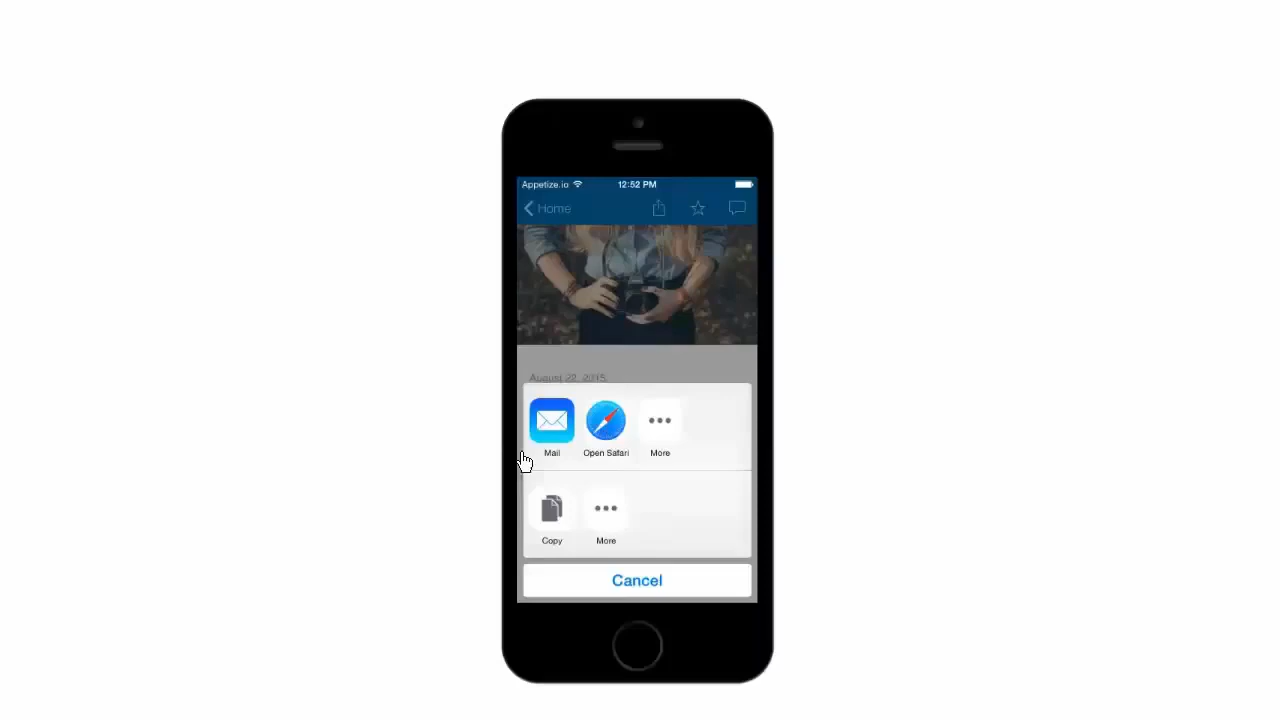 Appetize.io 12:52 PM
Home
August 22, 2015,
Mail Open Safari More
Copy More
Cancel